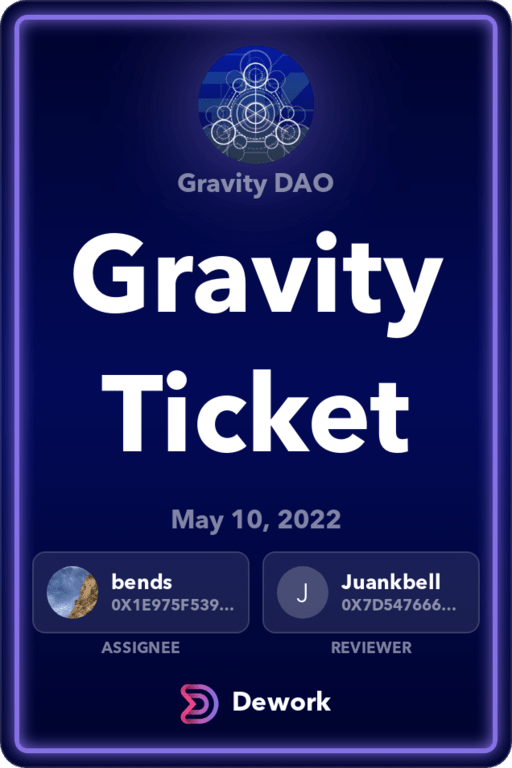 Gravity DAO
Gravity
Ticket
May 10, 2022
bends
0X1E975F539...
ASSIGNEE
J
Juankbell
0X7D547666...
REVIEWER
Dework